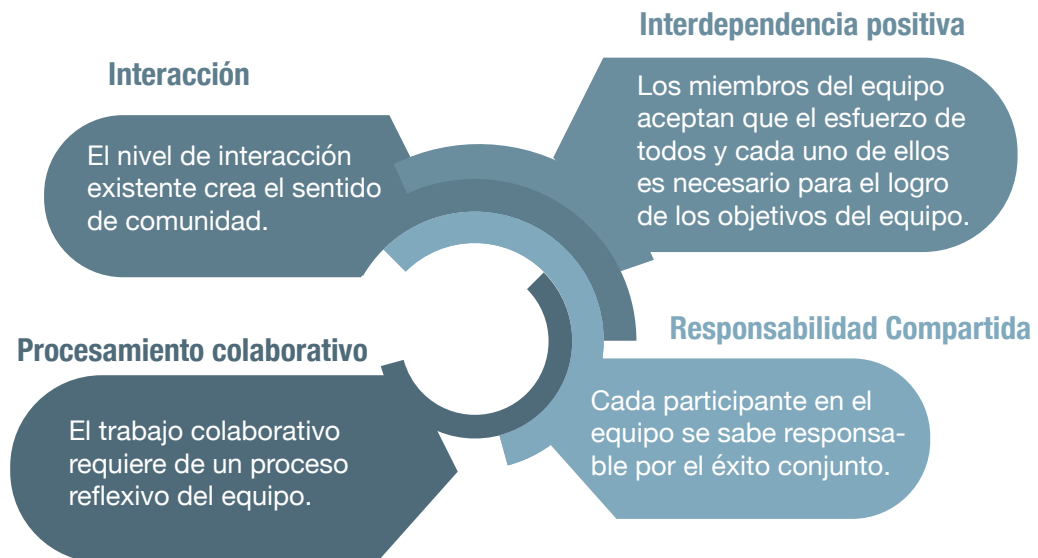 Interacción
El nivel de interacción
existente crea el sentido
de comunidad.
Interdependencia positiva
Los miembros del equipo
aceptan que el esfuerzo de
todos y cada uno de ellos
es necesario para el logro
de los objetivos del equipo.
Procesamiento colaborativo
El trabajo colaborativo
requiere de un proceso
reflexivo del equipo.
Responsabilidad Compartida
Cada participante en el
equipo se sabe responsa-
ble por el éxito conjunto.